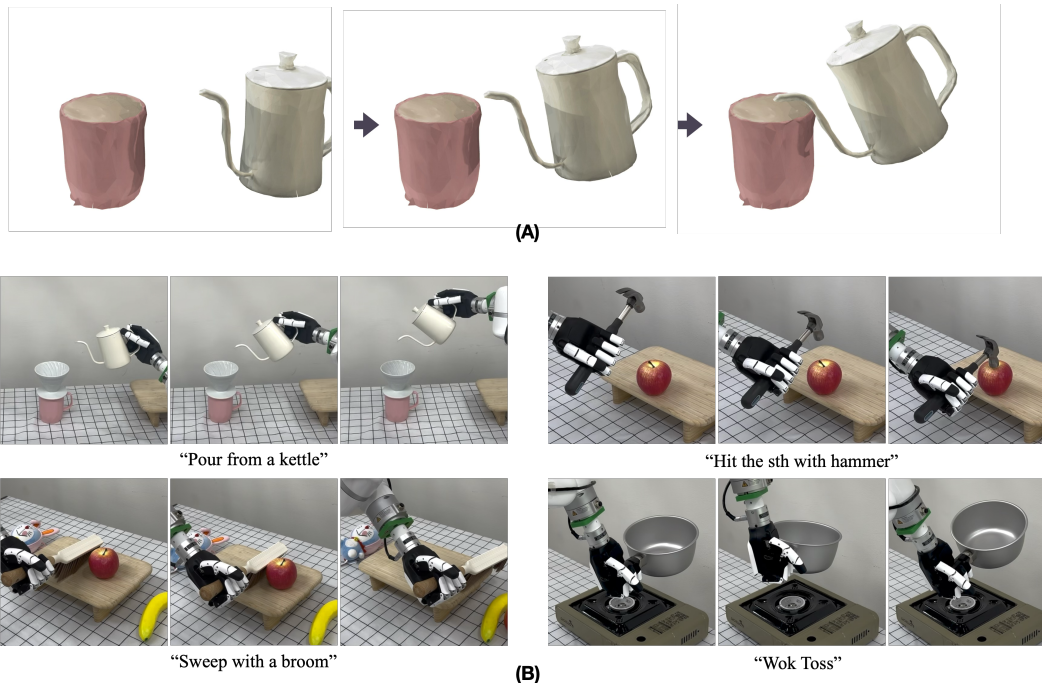 (A)
“Pour from a kettle”
“Hit the sth with hammer”
“Sweep with a broom”
“Wok Toss”
(B)